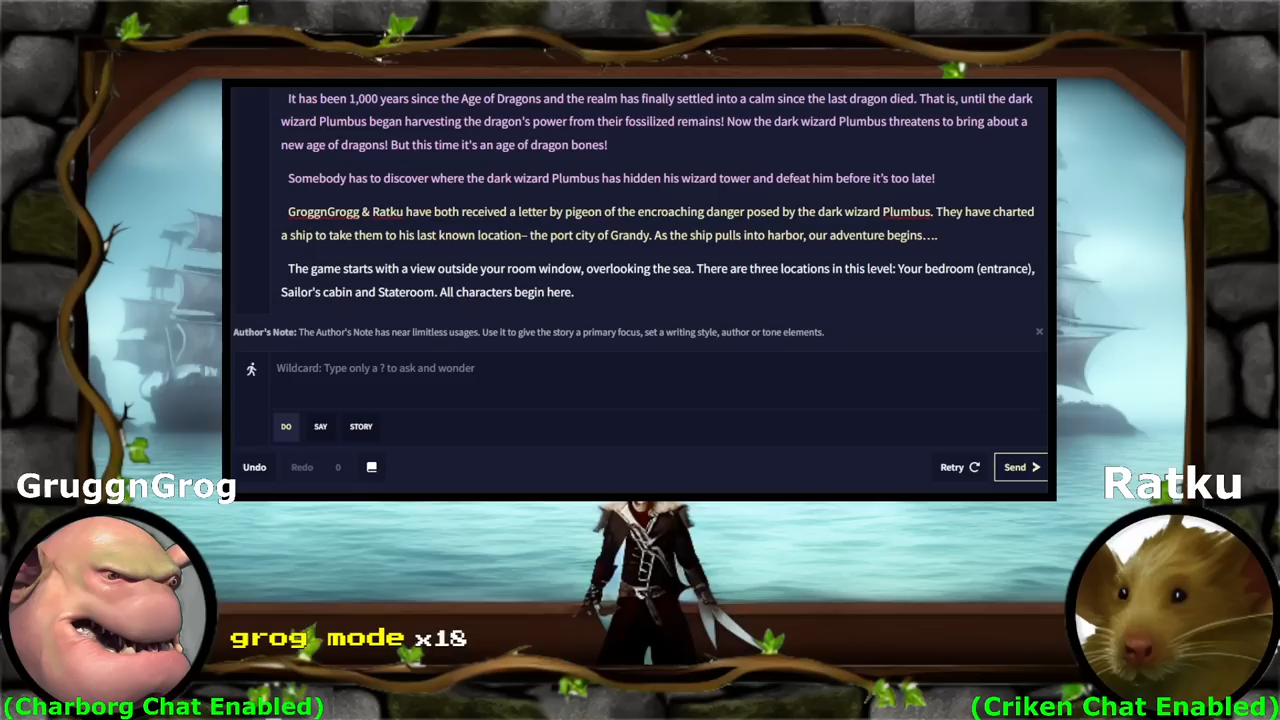 It has been 1,000 years since the Age of Dragons and the realm has finally settled into a calm since the last dragon died. That is, until the dark
wizard Plumbus began harvesting the dragon's power from their fossilized remains! Now the dark wizard Plumbus threatens to bring about a
new age of dragons! But this time it's an age of dragon bones!
Somebody has to discover where the dark wizard Plumbus has hidden his wizard tower and defeat him before it's too late!
GroggnGrogg & Ratku have both received a letter by pigeon of the encroaching danger posed by the dark wizard Plumbus. They have charted
a ship to take them to his last known location– the port city of Grandy. As the ship pulls into harbor, our adventure begins….
The game starts with a view outside your room window, overlooking the sea. There are three locations in this level: Your bedroom (entrance),
Sailor's cabin and Stateroom. All characters begin here.
Author's Note: The Author's Note has near limitless usages. Use it to give the story a primary focus, set a writing style, author or tone elements.
Wildcard: Type only a ? to ask and wonder
DO SAY STORY
Undo Redo 0 Retry Send
GruggnGrog
Ratku
grog mode x18
(Charborg Chat Enabled)
(Criken Chat Enabled)